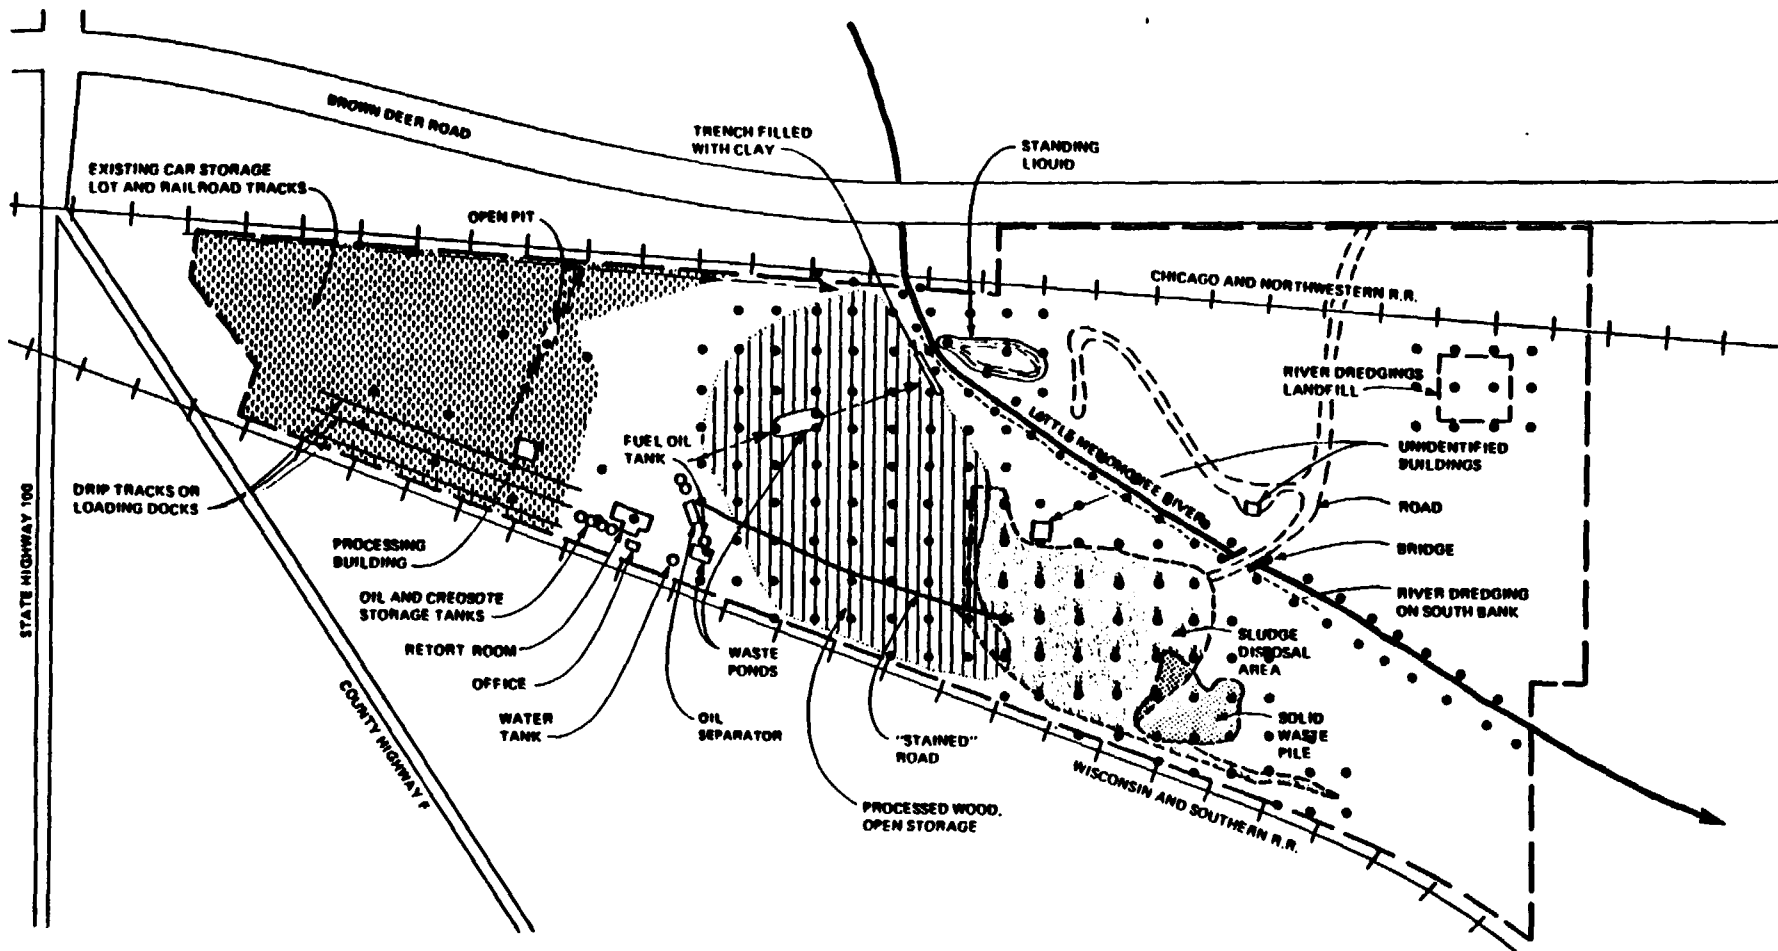 BROWN DEER ROAD
TRENCH FILLED
WITH CLAY
STANDING
LIQUID
EXISTING CAR STORAGE
LOT AND RAILROAD TRACKS
OPEN PIT
CHICAGO AND NORTHWESTERN R.R.
RIVER DREDGINGS
LANDFILL
LITTLE MENOMONEE RIVER
FUEL OIL
TANK
UNIDENTIFIED
BUILDINGS
DRIP TRACKS OR
LOADING DOCKS
ROAD
STATE HIGHWAY 100
PROCESSING
BUILDING
BRIDGE
OIL AND CREOSOTE
STORAGE TANKS
RIVER DREDGING
ON SOUTH BANK
RETORT ROOM
WASTE
PONDS
SLUDGE
DISPOSAL
AREA
OFFICE
COUNTY HIGHWAY F
WATER
TANK
OIL
SEPARATOR
"STAINED"
ROAD
SOLID
WASTE
PILE
WISCONSIN AND SOUTHERN R.R.
PROCESSED WOOD,
OPEN STORAGE